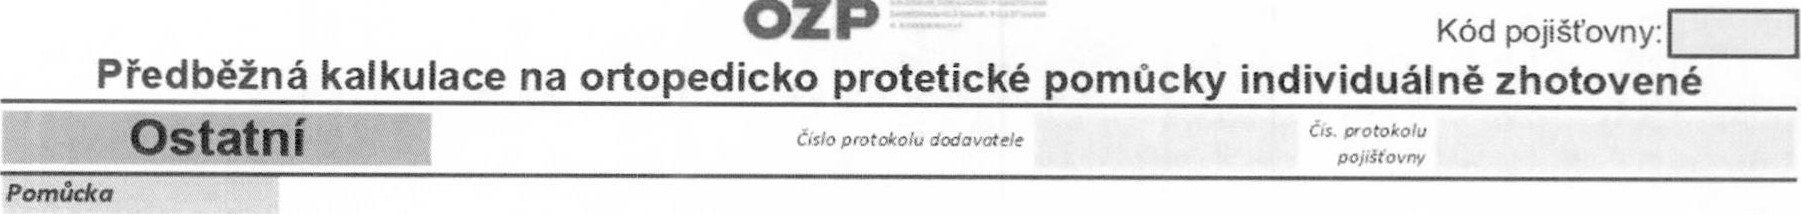 OZP
Kód pojišťovny:
Předběžná kalkulace na ortopedicko protetické pomůcky individuálně zhotovené
Ostatní
Číslo protokolu dodavatele
Čís. protokolu
pojišťovny
Pomůcka